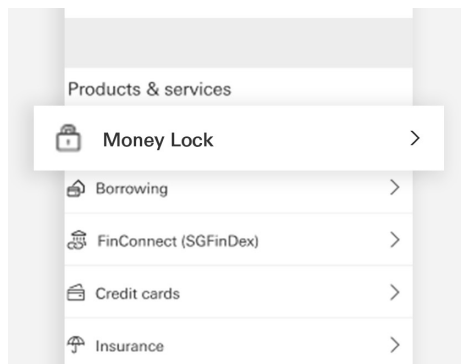 Products & services
Money Lock
Borrowing
FinConnect (SGFinDex)
Credit cards
Insurance